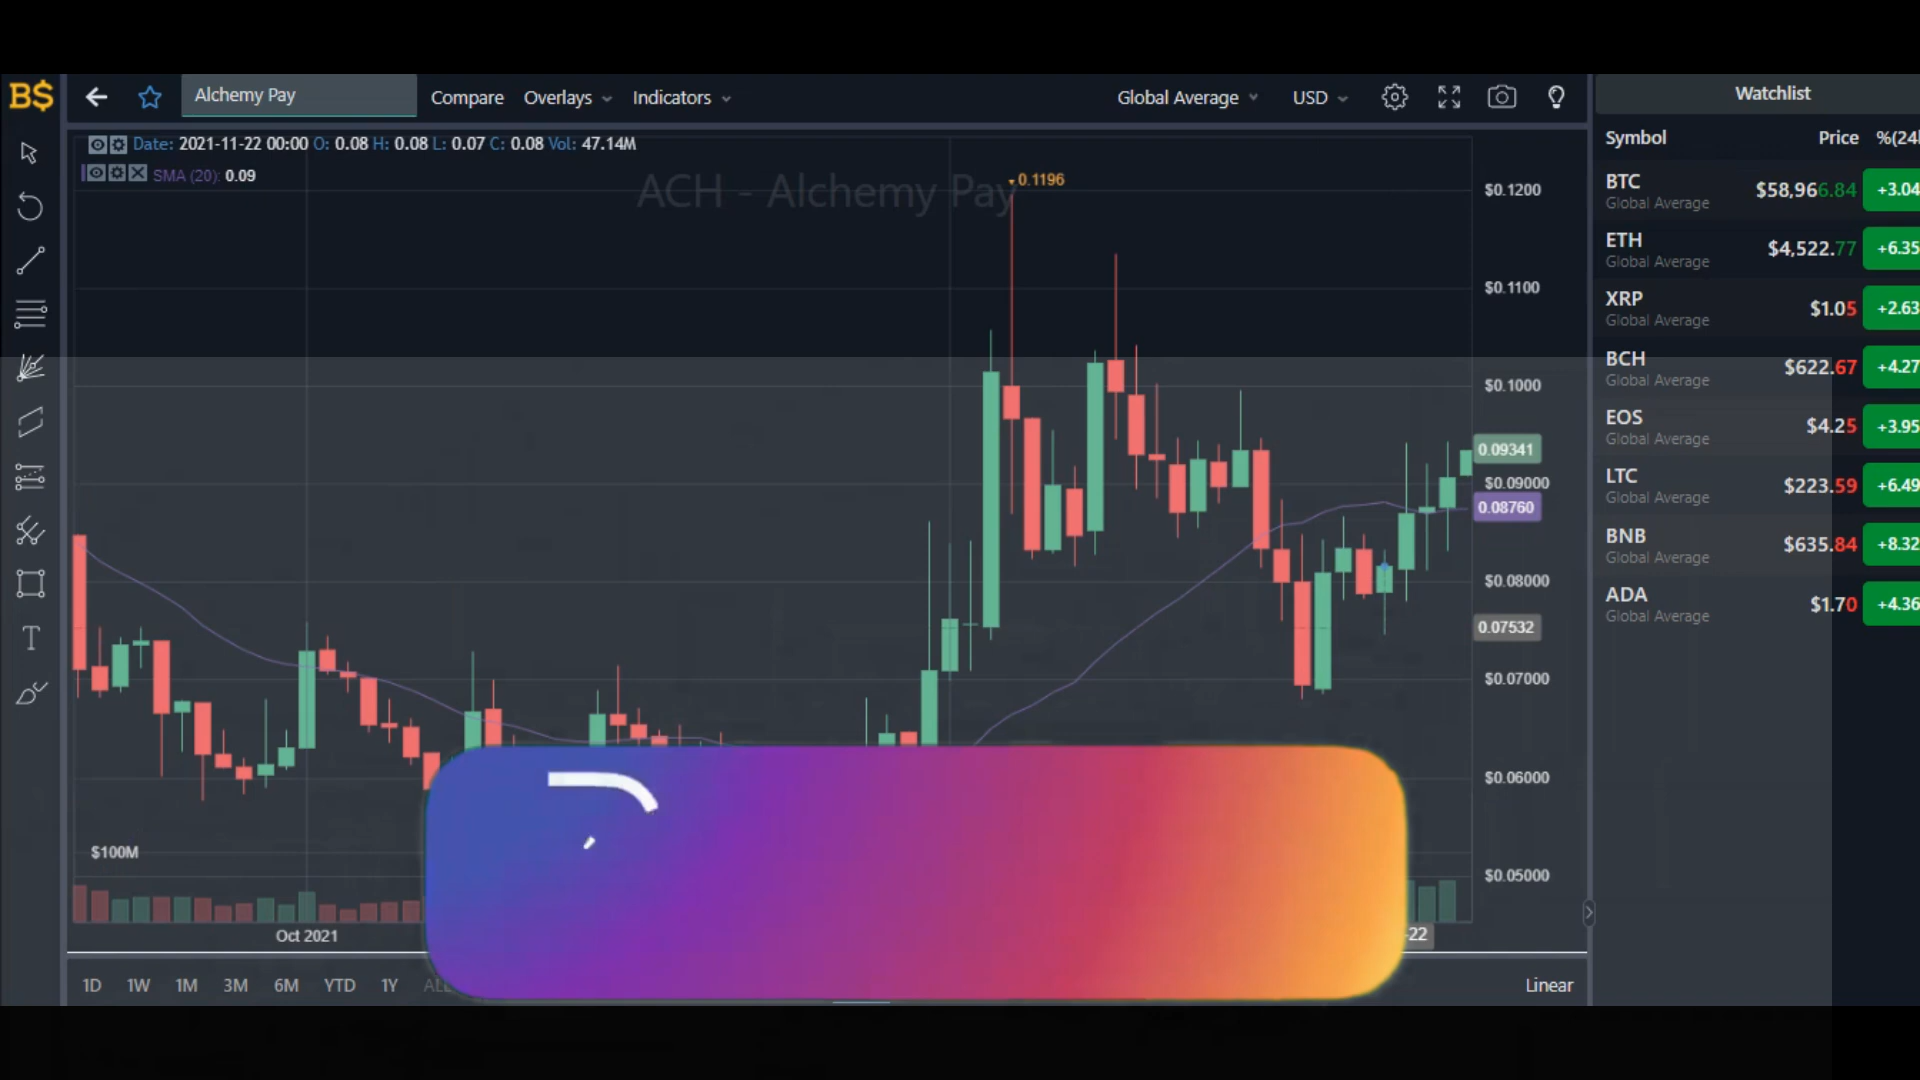 B$
Alchemy Pay
Compare
Overlays
Indicators
Global Average
USD
Watchlist
Date: 2021-11-22 00:00 O: 0.08 H: 0.08 L: 0.07 C: 0.08 Vol: 47.14M
SMA (20): 0.09
ACH - Alchemy Pay
0.1196
$0.1200
$0.1100
$0.1000
0.09341
$0.09000
0.08760
$0.08000
0.07532
$0.07000
$0.06000
$0.05000
$100M
Oct 2021
-22
1D 1W 1M 3M 6M YTD 1Y
Linear
Symbol Price %(24
BTC $58,966.84 +3.04
Global Average
ETH $4,522.77 +6.35
Global Average
XRP $1.05 +2.63
Global Average
BCH $622.67 +4.27
Global Average
EOS $4.25 +3.95
Global Average
LTC $223.59 +6.49
Global Average
BNB $635.84 +8.32
Global Average
ADA $1.70 +4.36
Global Average